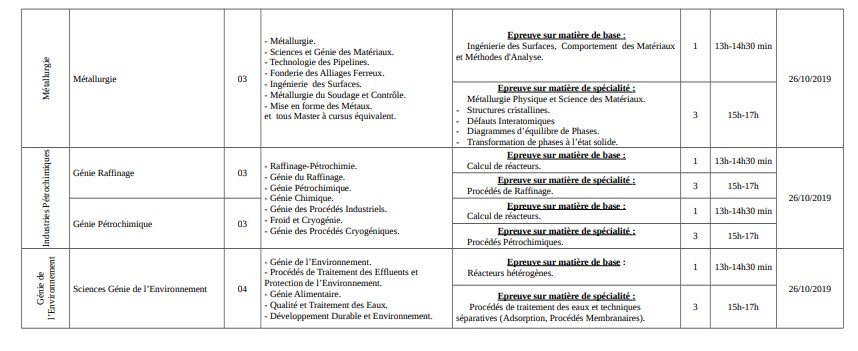 Métallurgie
Métallurgie
03
- Métallurgie.
- Sciences et Génie des Matériaux.
- Technologie des Pipelines.
- Fonderie des Alliages Ferreux.
- Ingénierie des Surfaces.
- Métallurgie du Soudage et Contrôle.
- Mise en forme des Métaux.
et tous Master à cursus équivalent.
Epreuve sur matière de base :
Ingénierie des Surfaces, Comportement des Matériaux
et Méthodes d'Analyse.
1
13h-14h30 min
Epreuve sur matière de spécialité :
Métallurgie Physique et Science des Matériaux.
- Structures cristallines.
- Défauts Interatomiques
- Diagrammes d'équilibre de Phases.
- Transformation de phases à l'état solide.
3
15h-17h
26/10/2019
Industries Pétrochimiques
Génie Raffinage
03
Génie Pétrochimique
03
- Raffinage-Pétrochimie.
- Génie du Raffinage.
- Génie Pétrochimique.
- Génie Chimique.
- Génie des Procédés Industriels.
- Froid et Cryogénie.
- Génie des Procédés Cryogéniques.
Epreuve sur matière de base :
Calcul de réacteurs.
1
13h-14h30 min
Epreuve sur matière de spécialité :
Procédés de Raffinage.
3
15h-17h
Epreuve sur matière de base :
Calcul de réacteurs.
1
13h-14h30 min
Epreuve sur matière de spécialité :
Procédés Pétrochimiques.
3
15h-17h
26/10/2019
Génie de
l'Environnement
Sciences Génie de l'Environnement
04
- Génie de l'Environnement.
- Procédés de Traitement des Effluents et
Protection de l'Environnement.
- Génie Alimentaire.
- Qualité et Traitement des Eaux.
- Développement Durable et Environnement.
Epreuve sur matière de base :
Réacteurs hétérogènes.
1
13h-14h30 min
Epreuve sur matière de spécialité :
Procédés de traitement des eaux et techniques
séparatives (Adsorption, Procédés Membranaires).
3
15h-17h
26/10/2019